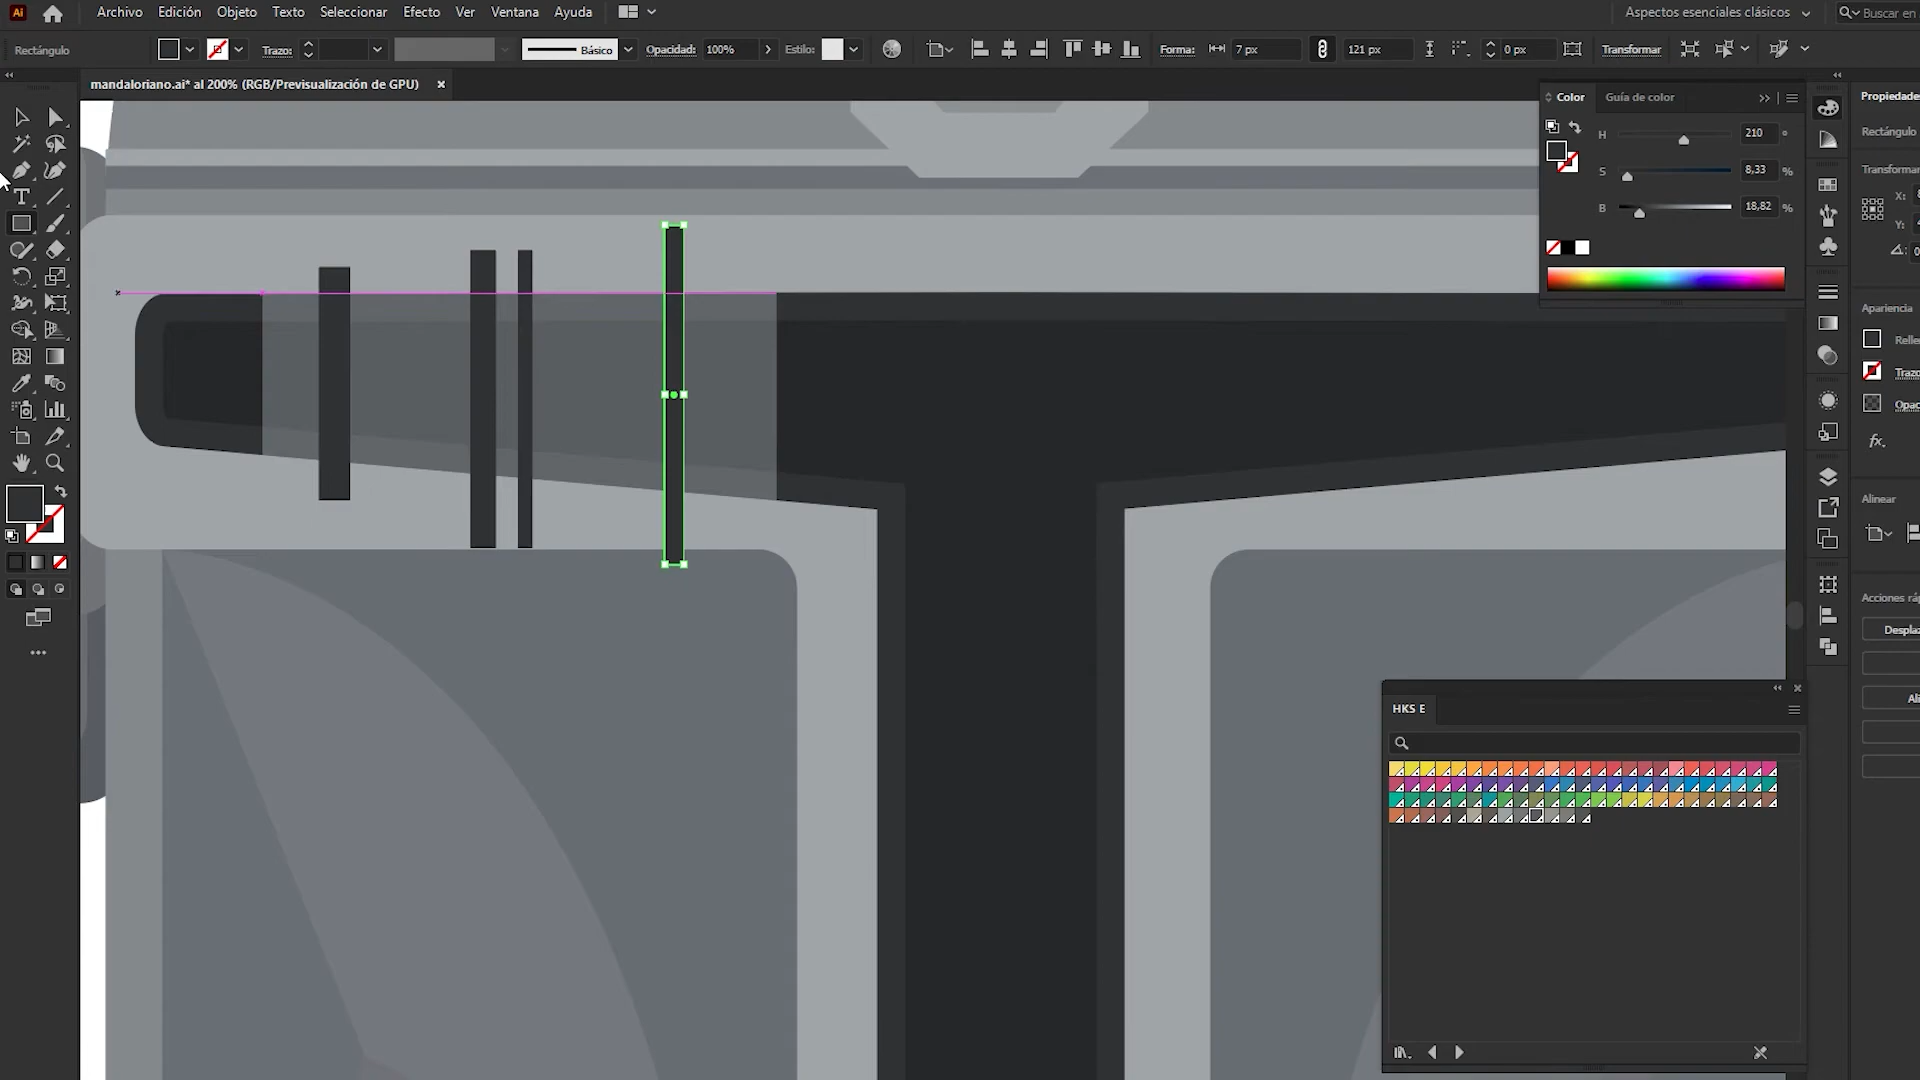 Ai Archivo Edición Objeto Texto Seleccionar Efecto Ver Ventana Ayuda Aspectos esenciales clásicos Buscar en
Rectángulo Trazo: Básico Opacidad: 100% Estilo: Forma: 7 px 121 px 0 px Transformar
mandaloriano.ai* al 200% (RGB/Previsualización de GPU)
Color Guía de color
H 210 °
S 8,33 %
B 18,82 %
Propiedades
Rectángulo
Transformar
X:
Y:
Apariencia
Relle
Trazo
Opac
fx.
Alinear
Acciones ráp
Despla
Ali
HKS E